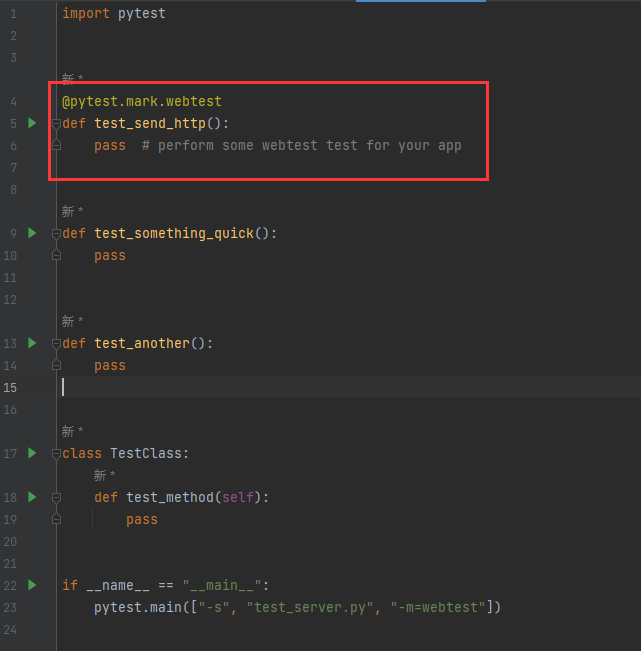 1 import pytest
2
3
新 *
4 @pytest.mark.webtest
5 def test_send_http():
6     pass  # perform some webtest test for your app
7
8
新 *
9 def test_something_quick():
10     pass
11
12
新 *
13 def test_another():
14     pass
15
16
新 *
17 class TestClass:
新 *
18     def test_method(self):
19         pass
20
21
22 if __name__ == "__main__":
23     pytest.main(["-s", "test_server.py", "-m=webtest"])
24